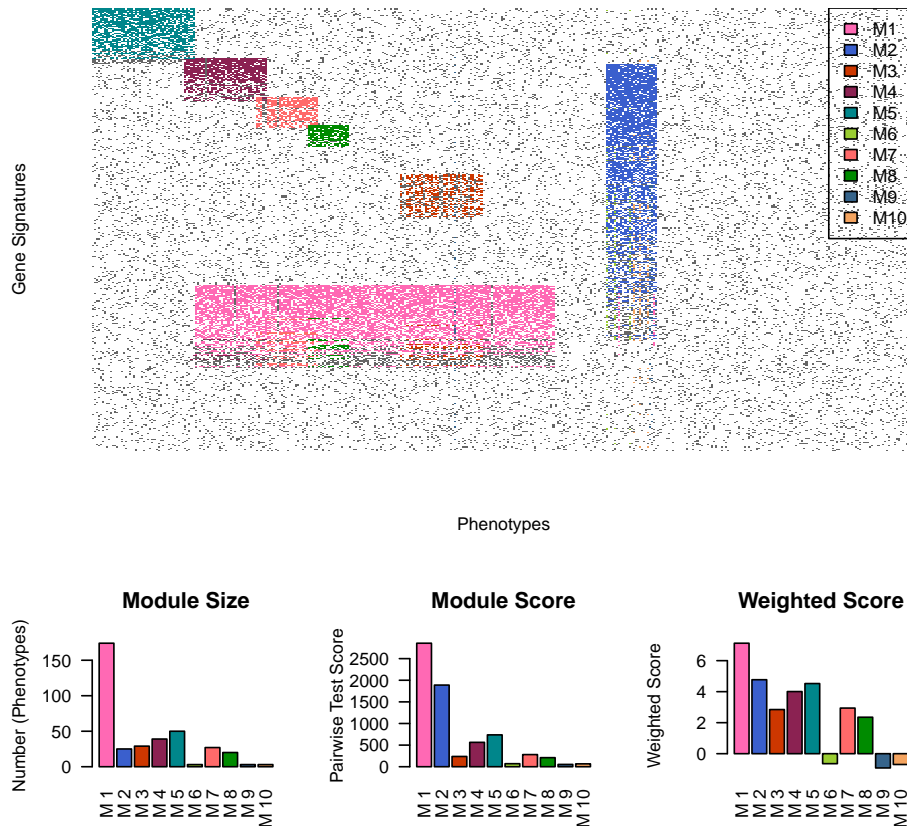 Gene Signatures
Phenotypes
M1
M2
M3
M4
M5
M6
M7
M8
M9
M10
Module Size
Number (Phenotypes)
150
100
50
0
M 1
M 2
M 3
M 4
M 5
M 6
M 7
M 8
M 9
M 10
Module Score
Pairwise Test Score
2500
2000
1500
1000
500
0
M 1
M 2
M 3
M 4
M 5
M 6
M 7
M 8
M 9
M 10
Weighted Score
Weighted Score
6
4
2
0
M 1
M 2
M 3
M 4
M 5
M 6
M 7
M 8
M 9
M 10